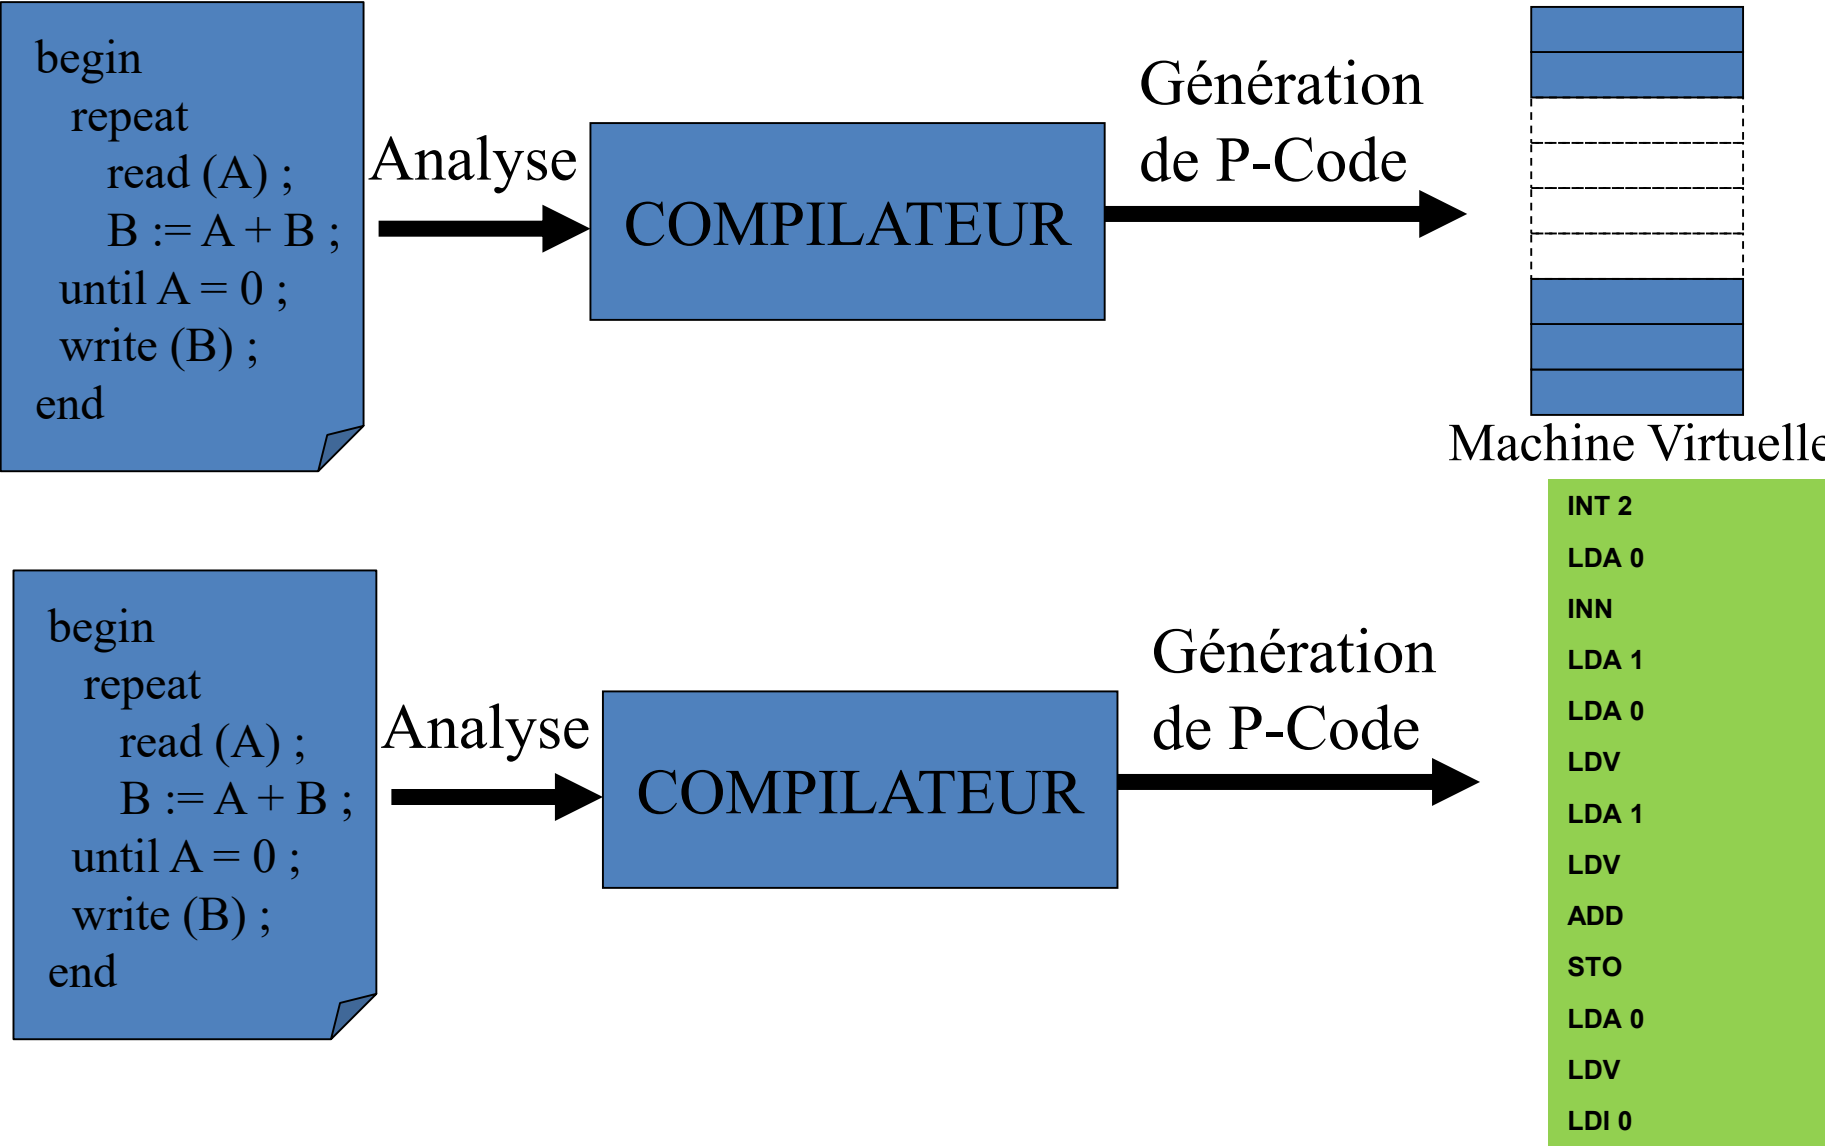 begin
repeat
read (A) ;
B := A + B ;
until A = 0 ;
write (B) ;
end
Analyse
COMPILATEUR
Génération
de P-Code
Machine Virtuelle
begin
repeat
read (A) ;
B := A + B ;
until A = 0 ;
write (B) ;
end
Analyse
COMPILATEUR
Génération
de P-Code
INT 2
LDA 0
INN
LDA 1
LDA 0
LDV
LDA 1
LDV
ADD
STO
LDA 0
LDV
LDI 0